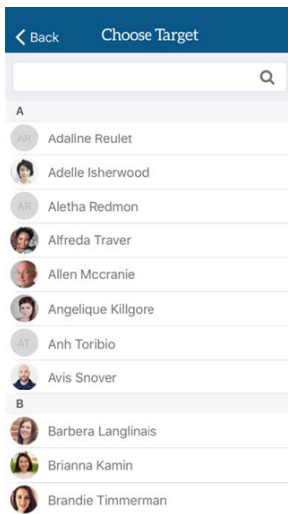 Back Choose Target
A
AR Adaline Reulet
Adelle Isherwood
AR Aletha Redmon
Alfreda Traver
Allen Mccranie
Angelique Killgore
AT Anh Toribio
Avis Snover
B
Barbera Langlinais
Brianna Kamin
Brandie Timmerman